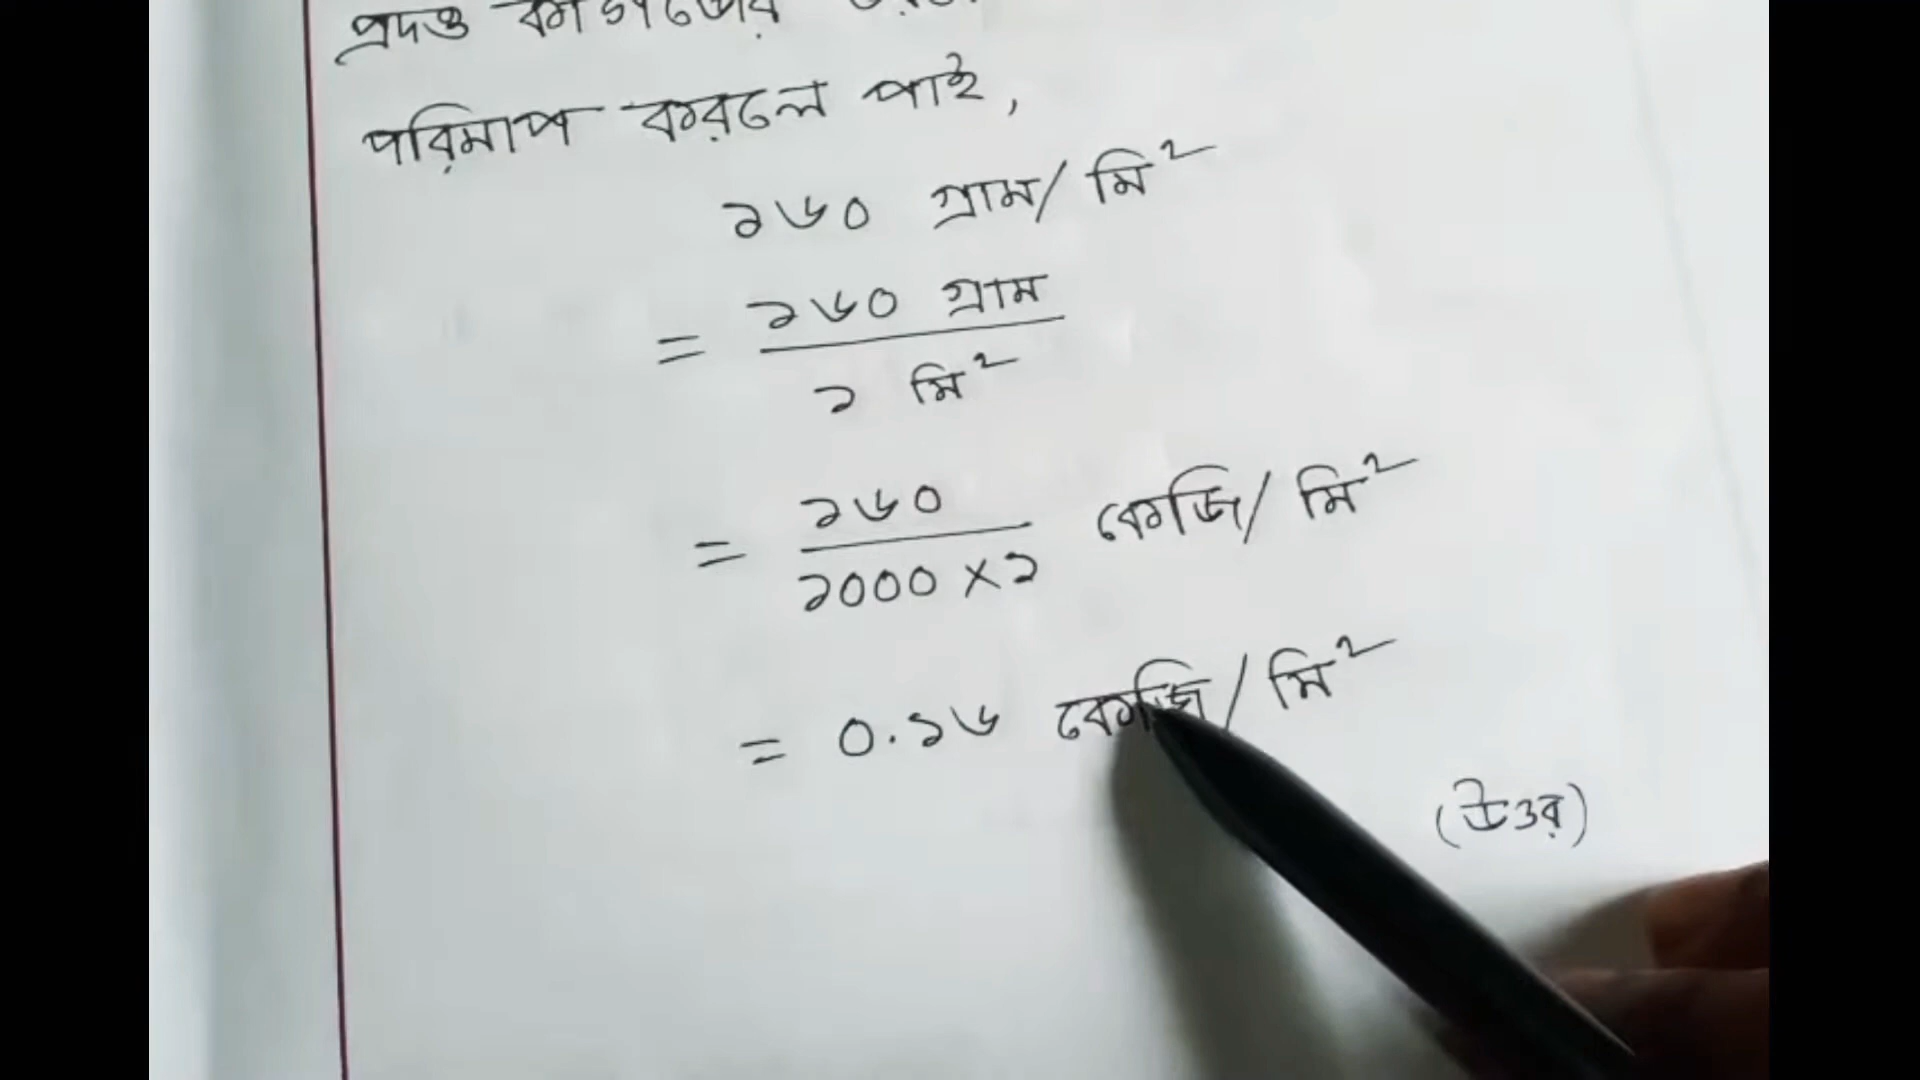 প্রদত্ত
পরিমাপ করলে পাই,
১৬০ গ্রাম/মি²
= ১৬০ গ্রাম
১ মি²
= ১৬০
১০০০ × ১ কেজি/মি²
= ০.১৬ কেজি/মি²
(উত্তর)